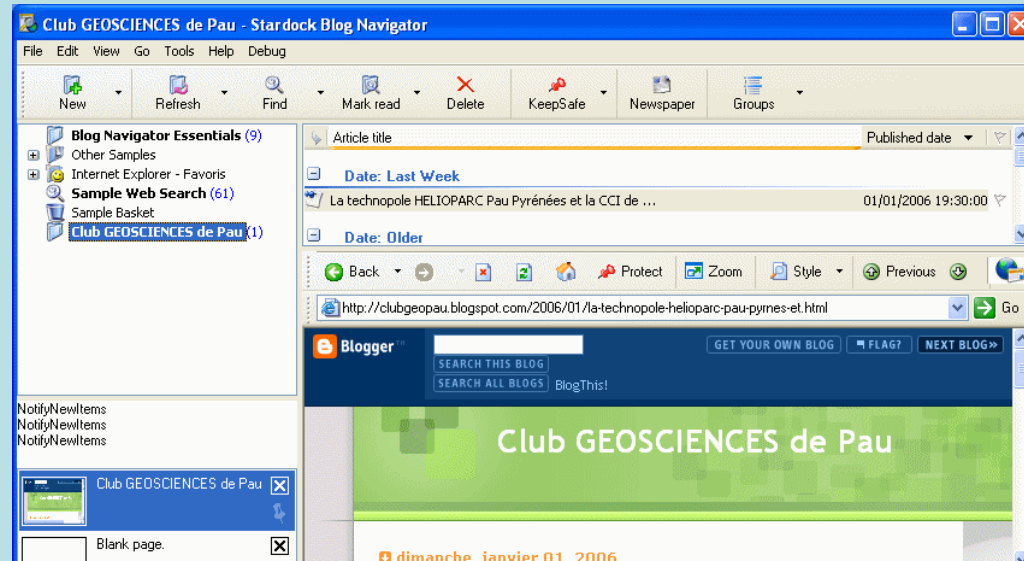 Club GEOSCIENCES de Pau - Stardock Blog Navigator
File Edit View Go Tools Help Debug
New Refresh Find Mark read Delete KeepSafe Newspaper Groups
Blog Navigator Essentials (9)
Other Samples
Internet Explorer - Favoris
Sample Web Search (61)
Sample Basket
Club GEOSCIENCES de Pau (1)
Article title Published date
Date: Last Week
La technopole HELIOPARC Pau Pyrénées et la CCI de ... 01/01/2006 19:30:00
Date: Older
Back Protect Zoom Style Previous
http://clubgeopau.blogspot.com/2006/01/la-technopole-helioparc-pau-pyrnes-et.html Go
Blogger™ GET YOUR OWN BLOG FLAG? NEXT BLOG»
SEARCH THIS BLOG
SEARCH ALL BLOGS BlogThis!
NotifyNewItems
NotifyNewItems
NotifyNewItems
Club GEOSCIENCES de Pau
Club GEOSCIENCES de Pau
Blank page.
dimanche, janvier 01, 2006